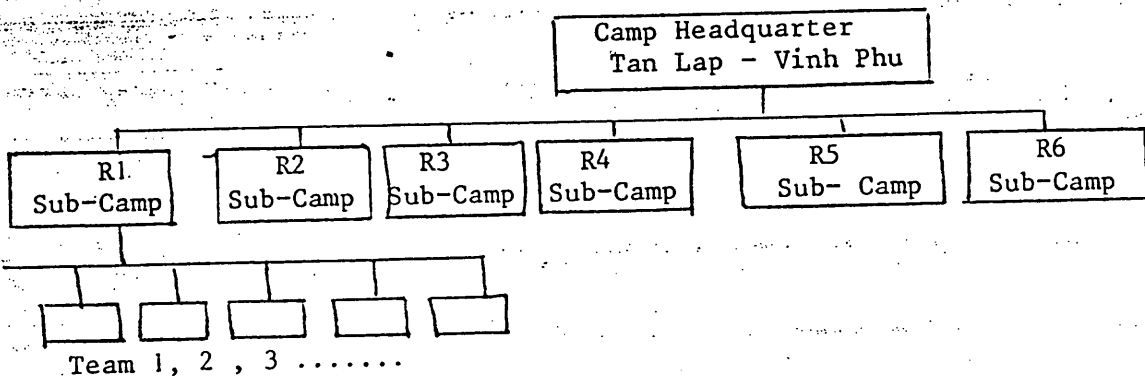 Camp Headquarter
Tan Lap - Vinh Phu
R1.
Sub-Camp
R2
Sub-Camp
R3
Sub-Camp
R4
Sub-Camp
R5
Sub- Camp
R6
Sub-Camp
Team 1, 2 , 3 .......